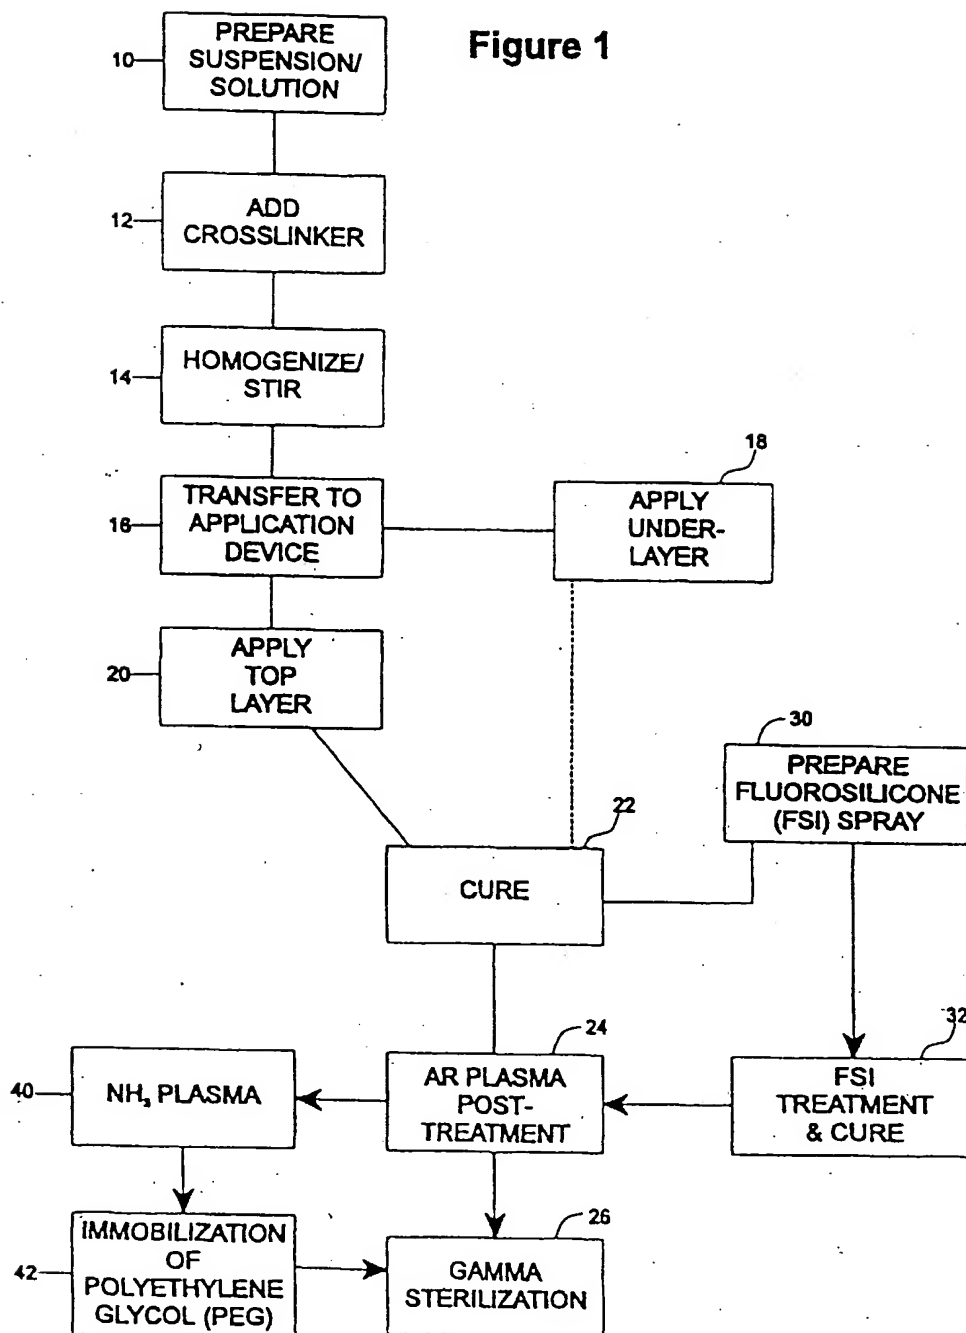 Figure 1
10
PREPARE
SUSPENSION/
SOLUTION
12
ADD
CROSSLINKER
14
HOMOGENIZE/
STIR
16
TRANSFER TO
APPLICATION
DEVICE
18
APPLY
UNDER-
LAYER
20
APPLY
TOP
LAYER
30
PREPARE
FLUOROSILICONE
(FSI) SPRAY
22
CURE
24
AR PLASMA
POST-
TREATMENT
32
FSI
TREATMENT
& CURE
40
NH₃ PLASMA
42
IMMOBILIZATION
OF
POLYETHYLENE
GLYCOL (PEG)
26
GAMMA
STERILIZATION